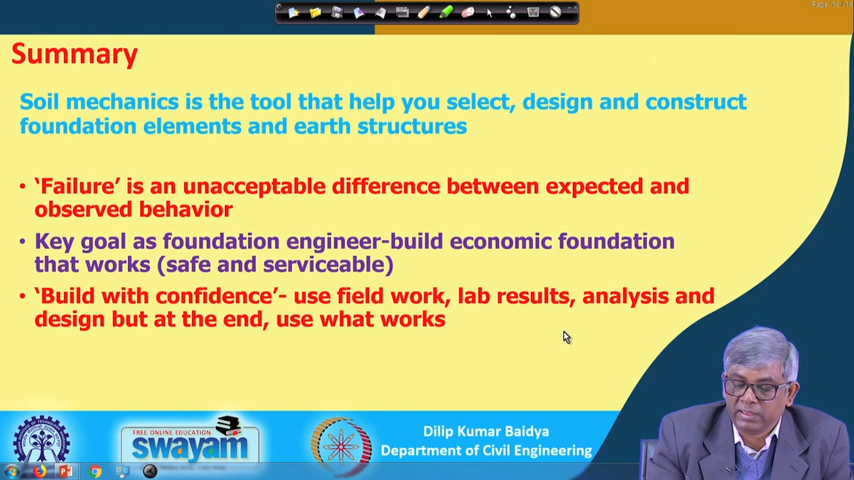 Page 16/16
Summary
Soil mechanics is the tool that help you select, design and construct
foundation elements and earth structures
• ‘Failure’ is an unacceptable difference between expected and
observed behavior
• Key goal as foundation engineer-build economic foundation
that works (safe and serviceable)
• ‘Build with confidence’- use field work, lab results, analysis and
design but at the end, use what works
FREE ONLINE EDUCATION
swayam
Dilip Kumar Baidya
Department of Civil Engineering